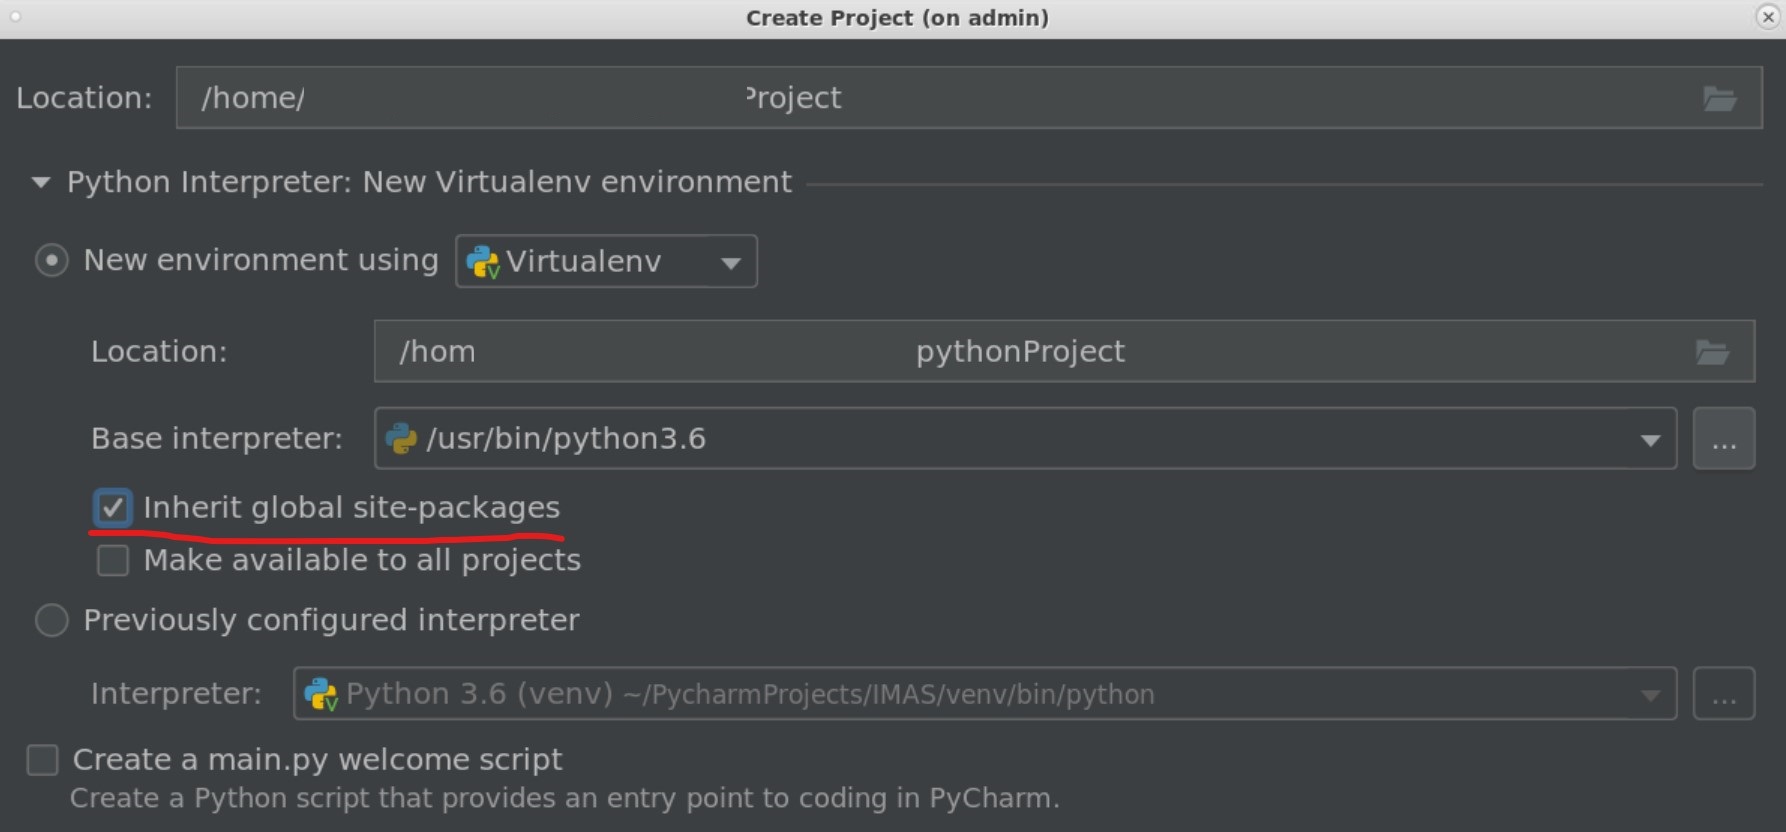 Create Project (on admin)
Location: /home/ Project
Python Interpreter: New Virtualenv environment
New environment using Virtualenv
Location: /hom pythonProject
Base interpreter: /usr/bin/python3.6 ...
Inherit global site-packages
Make available to all projects
Previously configured interpreter
Interpreter: Python 3.6 (venv) ~/PycharmProjects/IMAS/venv/bin/python ...
Create a main.py welcome script
Create a Python script that provides an entry point to coding in PyCharm.